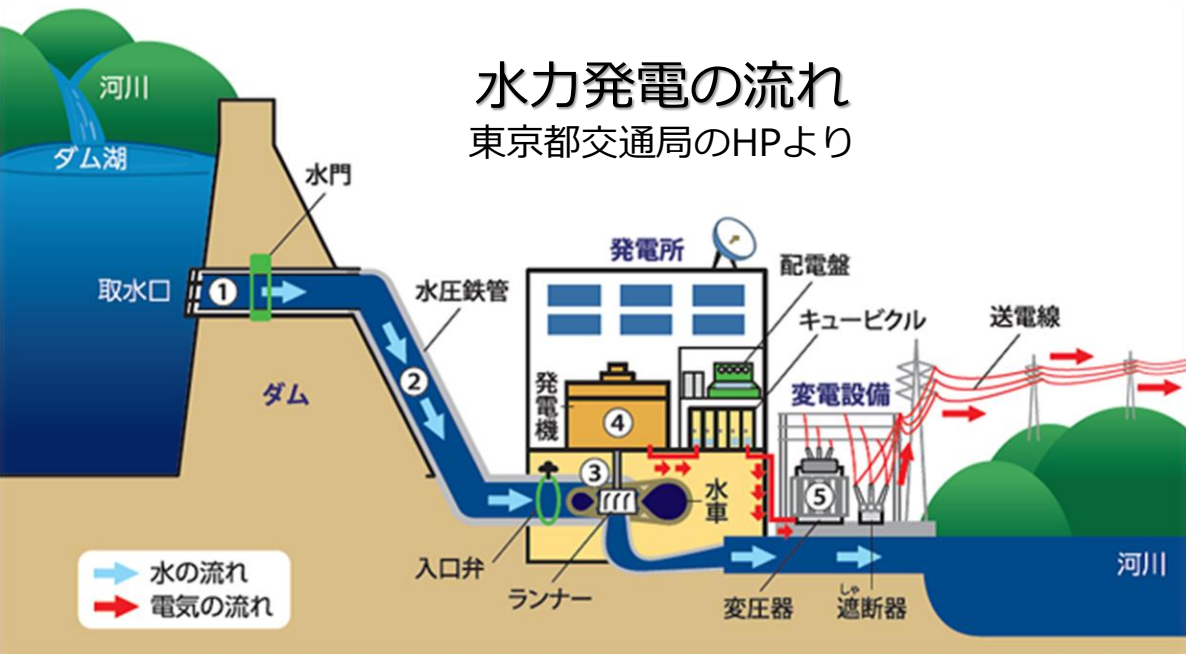 水力発電の流れ
東京都交通局のHPより
河川
ダム湖
水門
取水口
①
水圧鉄管
②
ダム
発電所
配電盤
キュービクル
送電線
発電機
④
変電設備
③
水車
⑤
入口弁
ランナー
変圧器
しゃ
遮断器
河川
水の流れ
電気の流れ